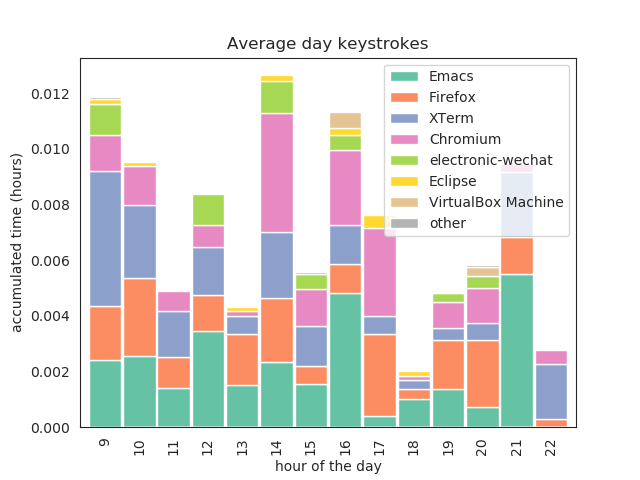 Average day keystrokes
accumulated time (hours)
0.012
0.010
0.008
0.006
0.004
0.002
0.000
Emacs
Firefox
XTerm
Chromium
electronic-wechat
Eclipse
VirtualBox Machine
other
9 10 11 12 13 14 15 16 17 18 19 20 21 22
hour of the day